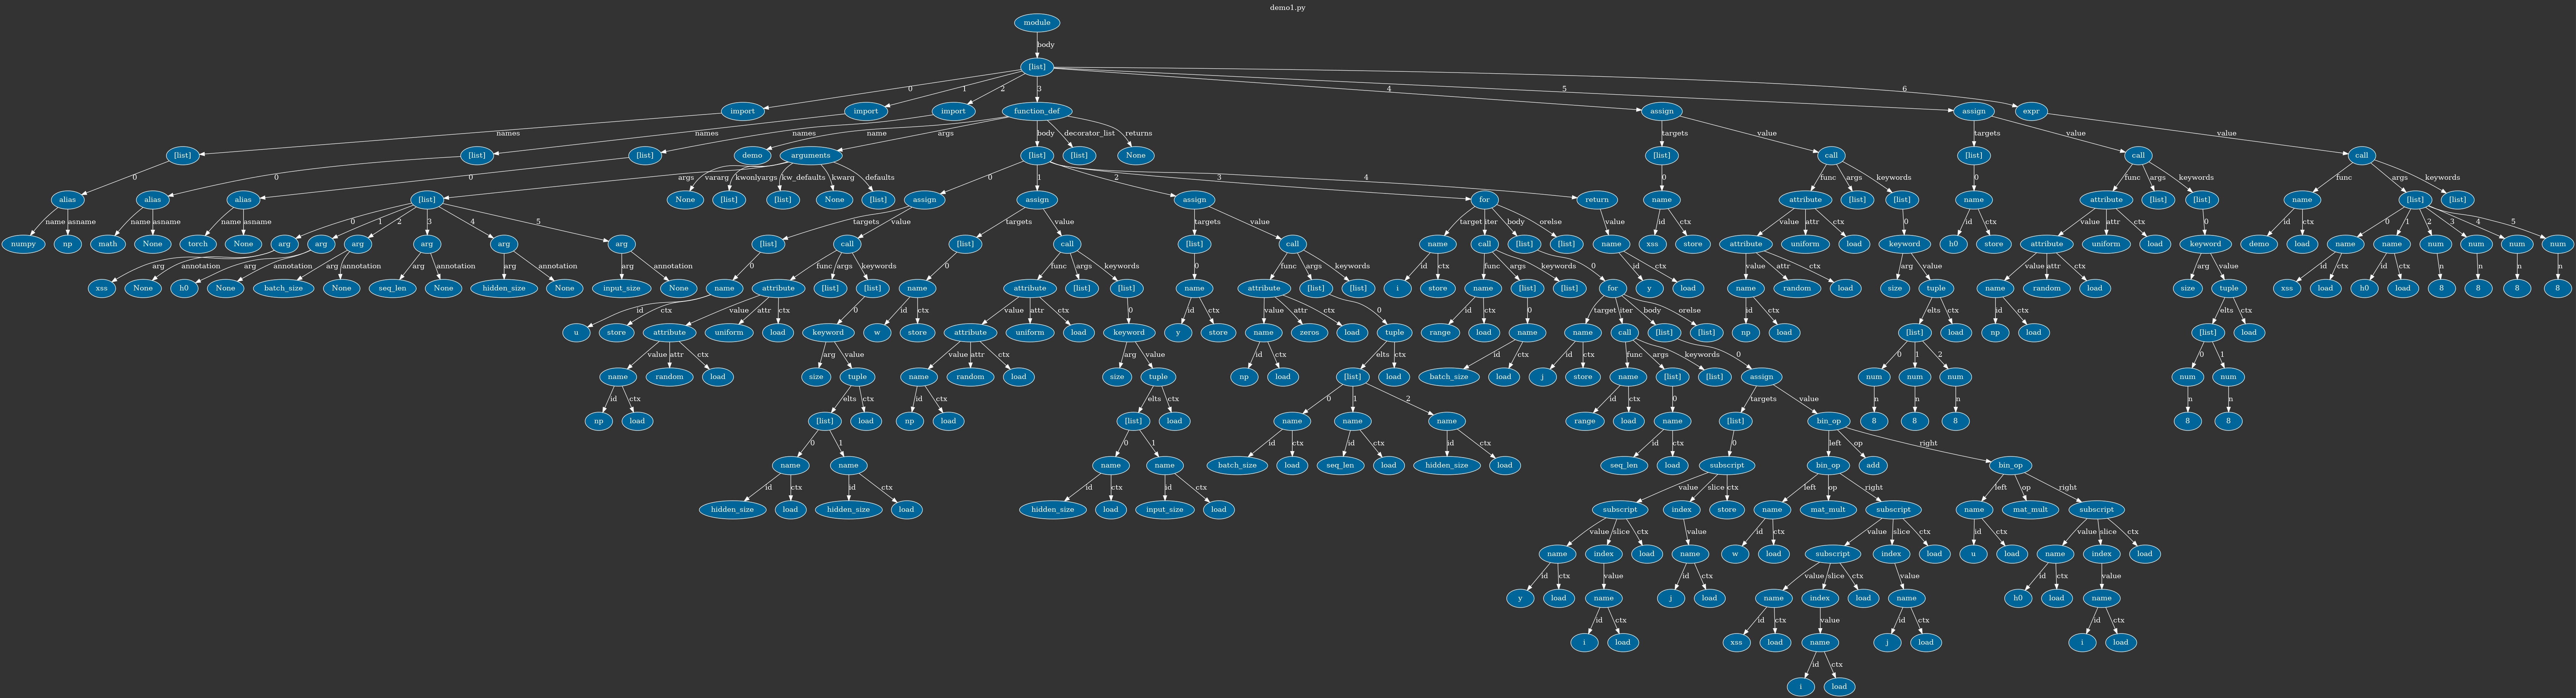 demo1.py
module
body
[list]
0 1 2 3 4 5 6
import import import function_def assign assign expr
names names names name args body decorator_list returns targets value targets value value
[list] [list] [list] demo arguments [list] [list] None [list] call [list] call call
0 0 0 args vararg kwonlyargs kw_defaults kwarg defaults 0 1 2 3 4 0 func args keywords 0 func args keywords func args keywords
alias alias alias [list] None [list] [list] None [list] assign assign assign for return name attribute [list] [list] name attribute [list] [list] name [list] [list]
name asname name asname name asname 0 1 2 3 4 5 targets value targets value targets value target iter body orelse value id ctx value attr ctx 0 id ctx value attr ctx 0 id ctx 0 1 2 3 4 5
numpy np math None torch None arg arg arg arg arg arg [list] call [list] call [list] call name call [list] [list] name xss store attribute uniform load keyword h0 store attribute uniform load keyword demo load name name num num num num
arg annotation arg annotation arg annotation arg annotation arg annotation arg annotation 0 func args keywords 0 func args keywords 0 func args keywords id ctx func args keywords 0 id ctx value attr ctx arg value value attr ctx arg value id ctx id ctx n n n n
xss None h0 None batch_size None seq_len None hidden_size None input_size None name attribute [list] [list] name attribute [list] [list] name attribute [list] [list] i store name [list] [list] for y load name random load size tuple name random load size tuple xss load h0 load 8 8 8 8
id ctx value attr ctx 0 id ctx value attr ctx 0 id ctx value attr ctx 0 id ctx 0 target iter body orelse id ctx elts ctx id ctx elts ctx
u store attribute uniform load keyword w store attribute uniform load keyword y store name zeros load tuple range load name name call [list] [list] np load [list] load np load [list] load
value attr ctx arg value value attr ctx arg value id ctx elts ctx id ctx id ctx func args keywords 0 0 1 2 0 1
name random load size tuple name random load size tuple np load [list] load batch_size load j store name [list] [list] assign num num num num num
id ctx elts ctx id ctx elts ctx 0 1 2 id ctx 0 targets value n n n n n
np load [list] load np load [list] load name name name range load name [list] bin_op 8 8 8 8 8
0 1 0 1 id ctx id ctx id ctx id ctx 0 left op right
name name name name batch_size load seq_len load hidden_size load seq_len load subscript bin_op add bin_op
id ctx id ctx id ctx id ctx value slice ctx left op right left op right
hidden_size load hidden_size load hidden_size load input_size load subscript index store name mat_mult subscript name mat_mult subscript
value slice ctx value id ctx value slice ctx id ctx value slice ctx
name index load name w load subscript index load u load name index load
id ctx value id ctx value slice ctx value id ctx value
y load name j load name index load name h0 load name
id ctx id ctx value id ctx id ctx
i load xss load name j load i load
id ctx
i load